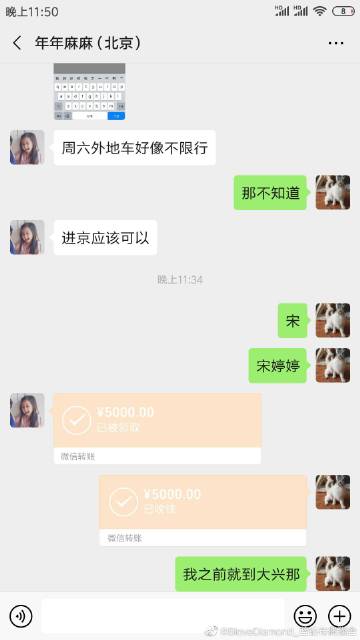 晚上11:50
8
年年麻麻（北京）
周六外地车好像不限行
那不知道
进京应该可以
晚上11:34
宋
宋婷婷
¥5000.00
已被领取
微信转账
¥5000.00
已收钱
微信转账
我之前就到大兴那